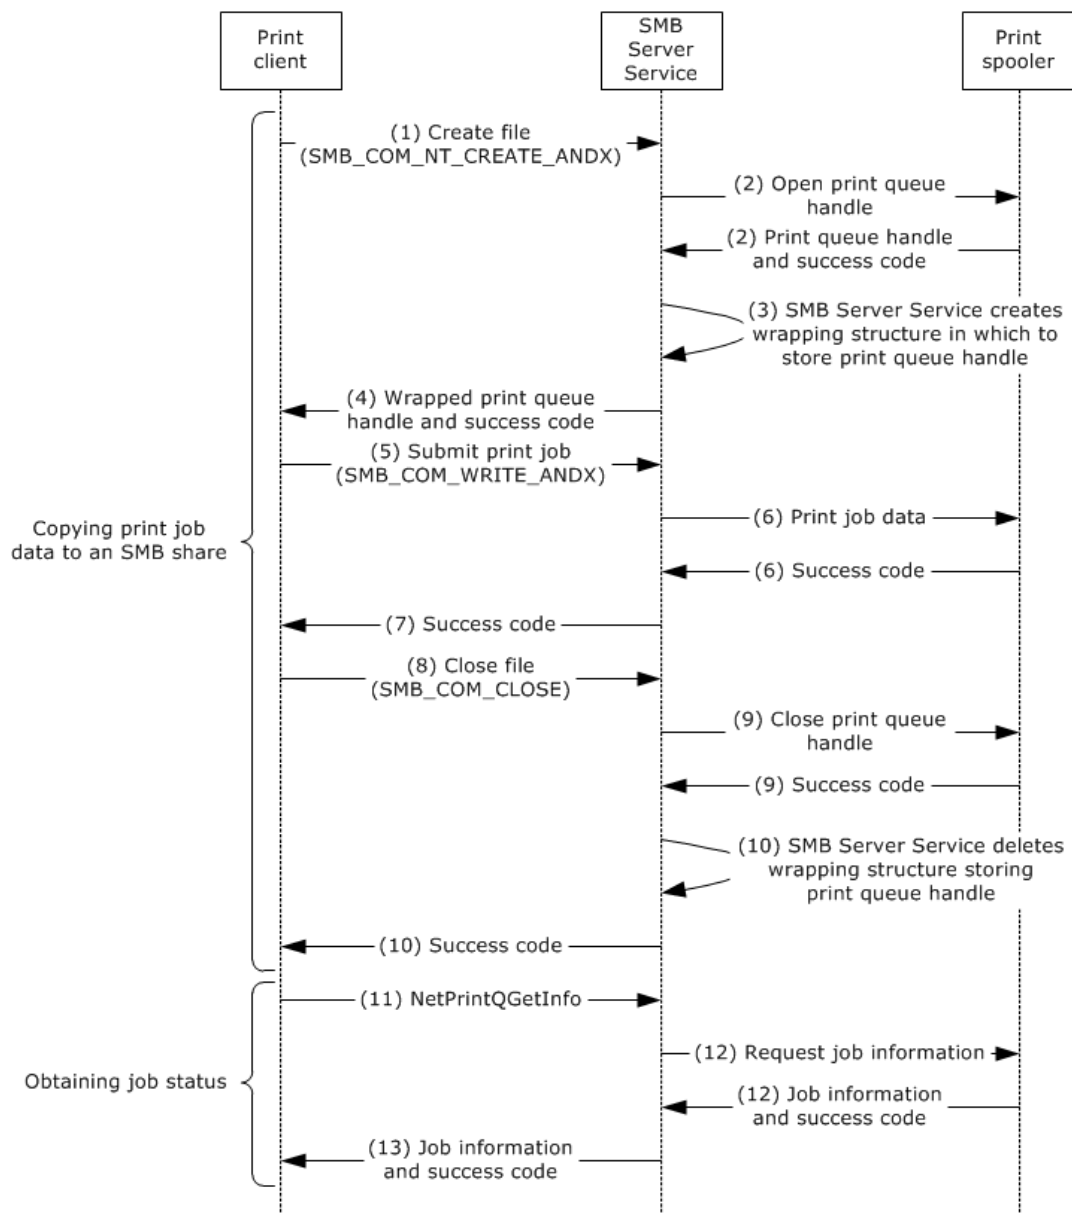 Print
client
SMB
Server
Service
Print
spooler
(1) Create file
(SMB_COM_NT_CREATE_ANDX)
(2) Open print queue
handle
(2) Print queue handle
and success code
(3) SMB Server Service creates
wrapping structure in which to
store print queue handle
(4) Wrapped print queue
handle and success code
(5) Submit print job
(SMB_COM_WRITE_ANDX)
Copying print job
data to an SMB share
(6) Print job data
(6) Success code
(7) Success code
(8) Close file
(SMB_COM_CLOSE)
(9) Close print queue
handle
(9) Success code
(10) SMB Server Service deletes
wrapping structure storing
print queue handle
(10) Success code
(11) NetPrintQGetInfo
(12) Request job information
Obtaining job status
(12) Job information
and success code
(13) Job information
and success code